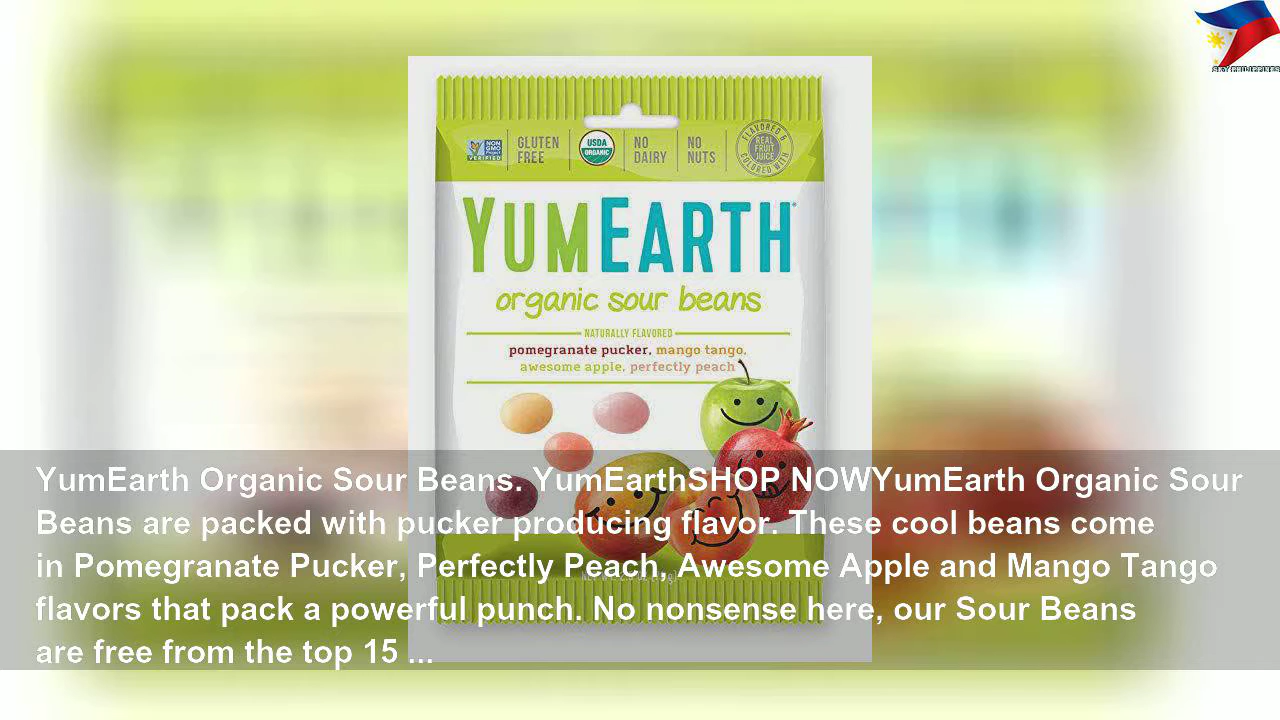 SKY PHILIPPINES
NON
GMO
Project
VERIFIED
GLUTEN
FREE
USDA
ORGANIC
NO
DAIRY
NO
NUTS
FLAVORED &
COLORED WITH
REAL
FRUIT
JUICE
YUMEARTH
organic sour beans
NATURALLY FLAVORED
pomegranate pucker, mango tango,
awesome apple, perfectly peach
YumEarth Organic Sour Beans. YumEarthSHOP NOWYumEarth Organic Sour
Beans are packed with pucker producing flavor. These cool beans come
in Pomegranate Pucker, Perfectly Peach, Awesome Apple and Mango Tango
flavors that pack a powerful punch. No nonsense here, our Sour Beans
are free from the top 15 ...